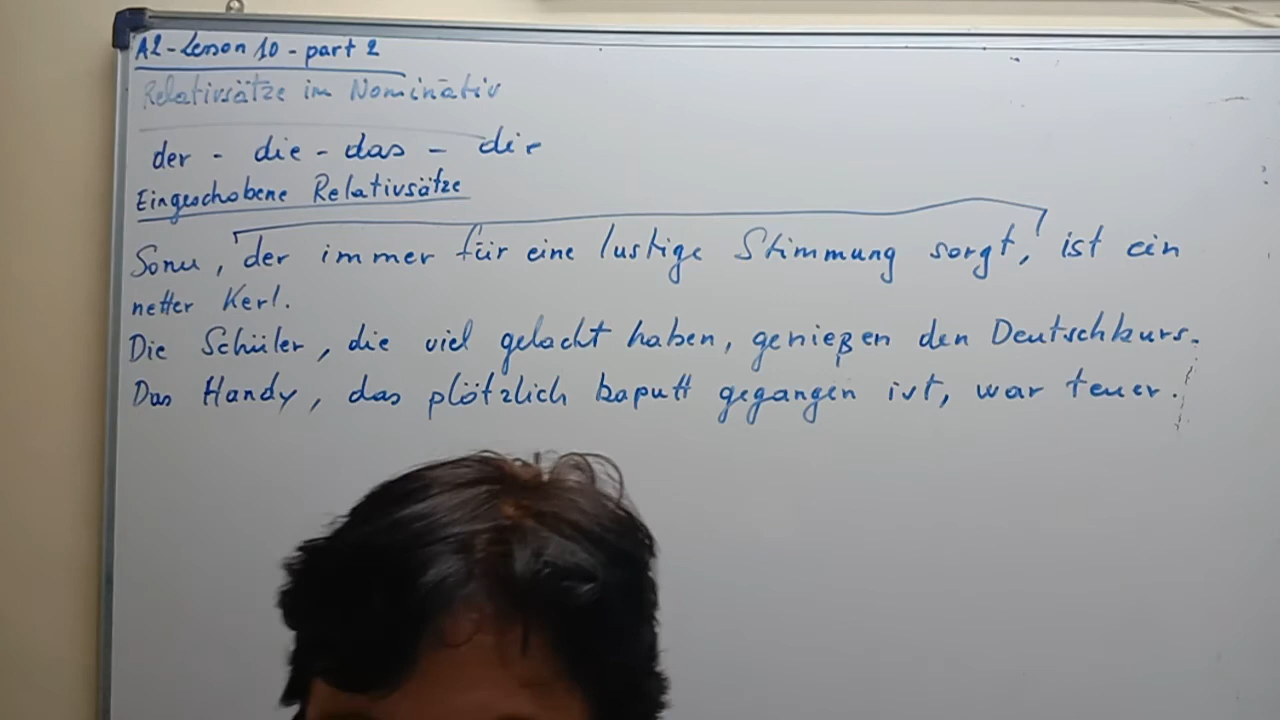 A2-Lesson 10 - part 2
Relativsätze im Nominativ
der - die - das - die
Eingeschobene Relativsätze
Sonu, der immer für eine lustige Stimmung sorgt, ist ein
netter Kerl.
Die Schüler, die viel gelacht haben, genießen den Deutschkurs.
Das Handy, das plötzlich kaputt gegangen ist, war teuer.